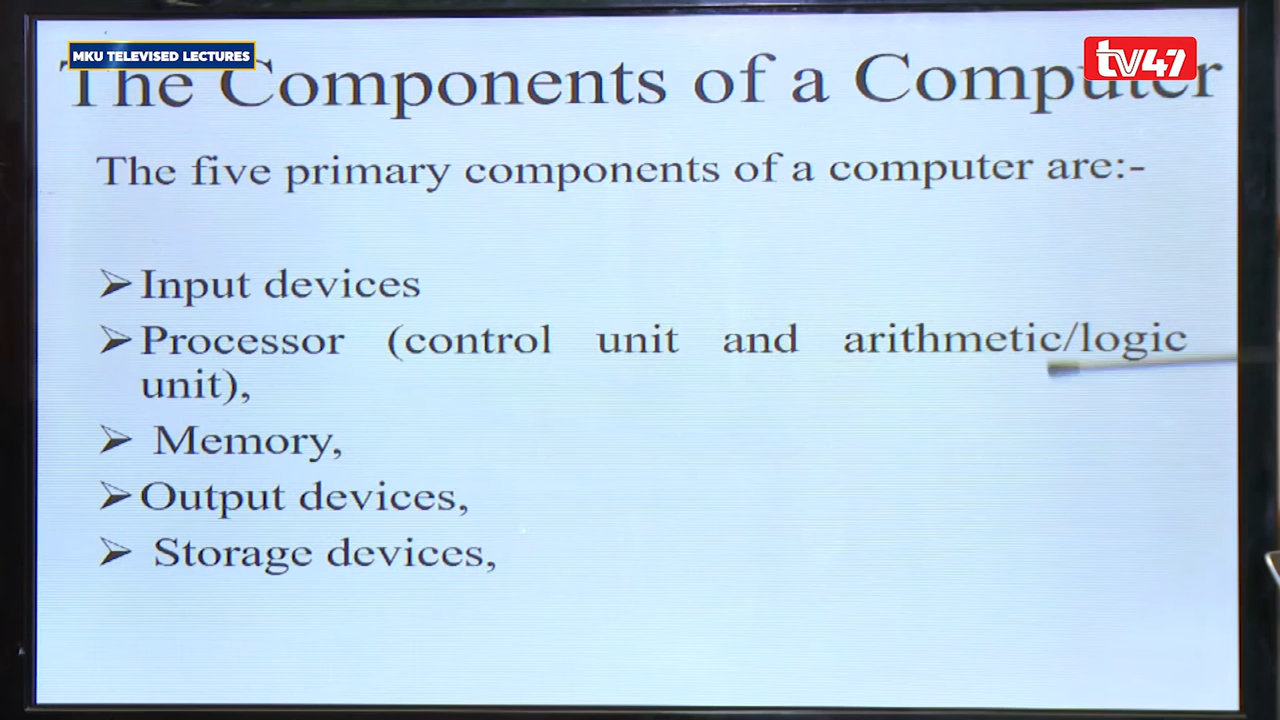 MKU TELEVISED LECTURES
tv47
The Components of a Computer
The five primary components of a computer are:-
➢Input devices
➢Processor (control unit and arithmetic/logic
unit),
➢ Memory,
➢Output devices,
➢ Storage devices,